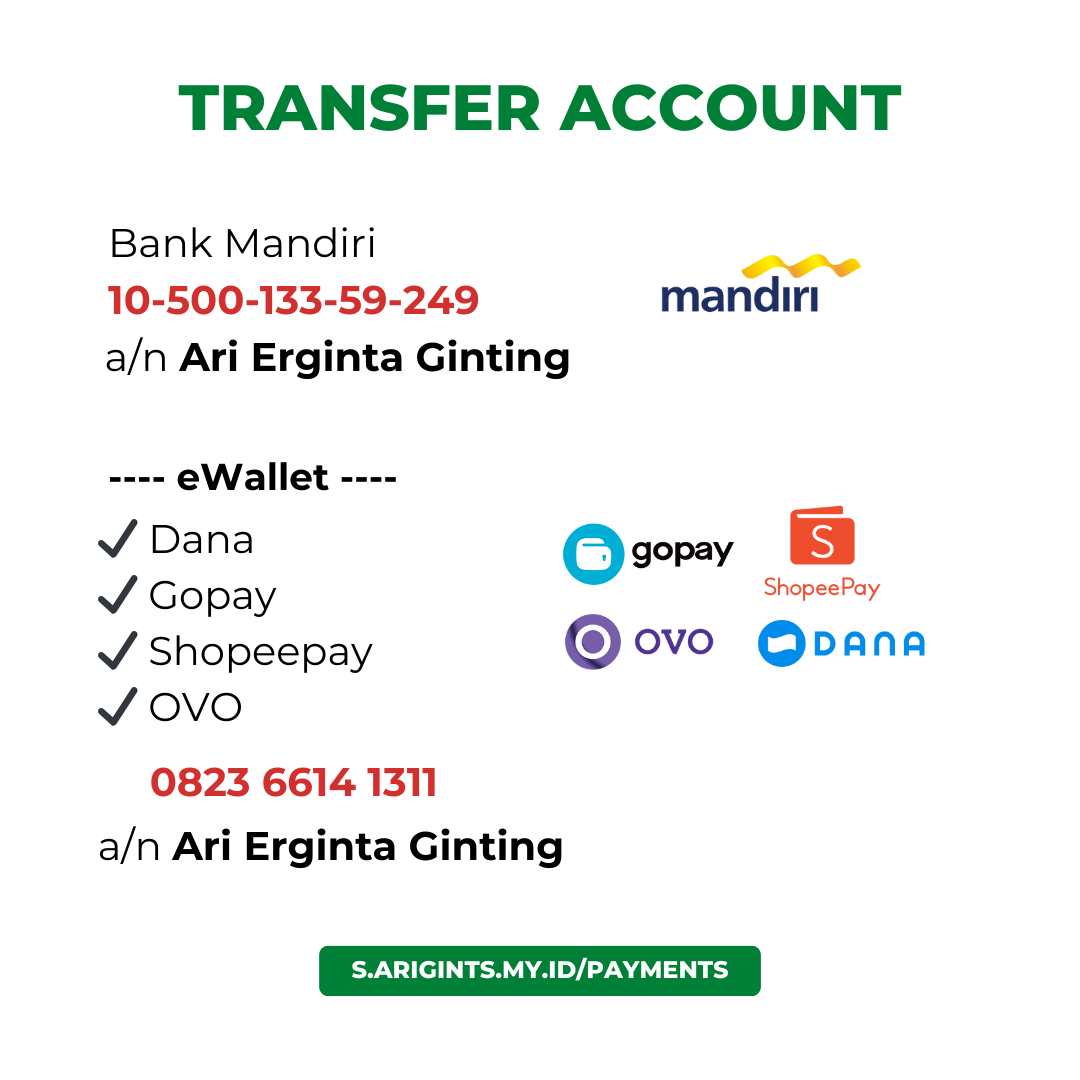 TRANSFER ACCOUNT
Bank Mandiri
10-500-133-59-249
a/n Ari Erginta Ginting
mandırı
---- eWallet ----
Dana
Gopay
Shopeepay
OVO
gopay
S
ShopeePay
OVO
DANA
0823 6614 1311
a/n Ari Erginta Ginting
S.ARIGINTS.MY.ID/PAYMENTS